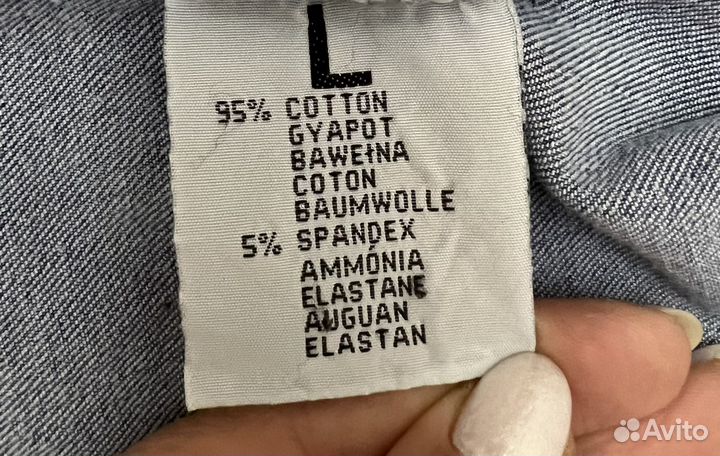 L
95% COTTON
GYAPOT
BAWEŁNA
COTON
BAUMWOLLE
5% SPANDEX
AMMÓNIA
ELASTANE
AUGUAN
ELASTAN
Avito